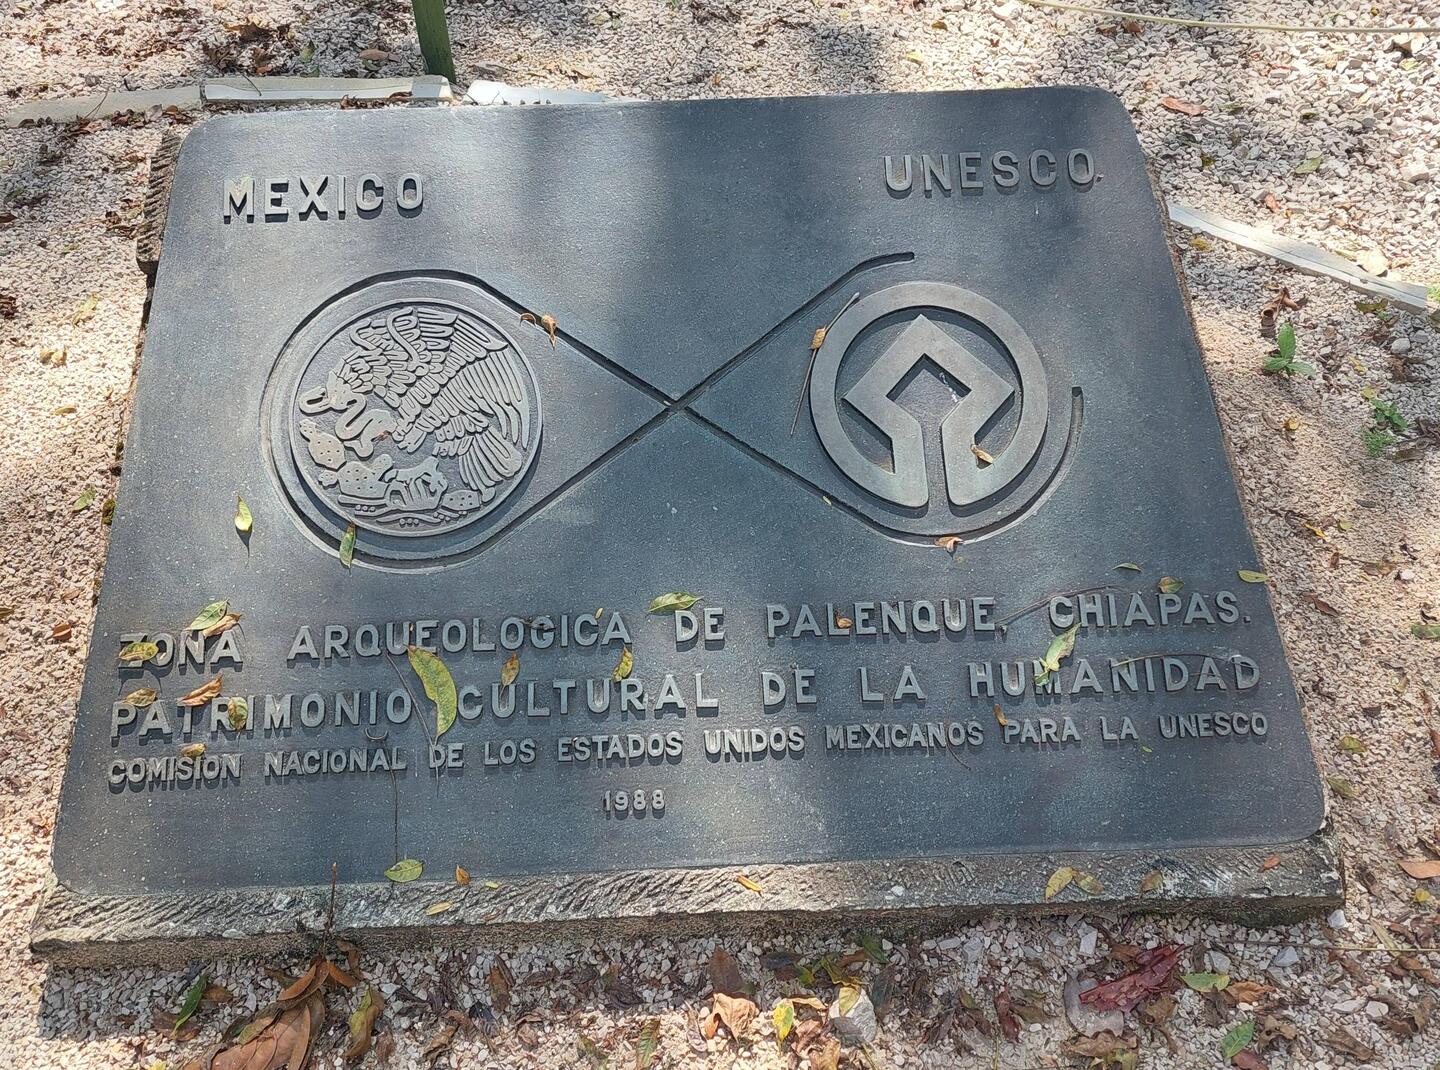 MEXICO
UNESCO.
ZONA ARQUEOLOGICA DE PALENQUE, CHIAPAS.
PATRIMONIO CULTURAL DE LA HUMANIDAD
COMISION NACIONAL DE LOS ESTADOS UNIDOS MEXICANOS PARA LA UNESCO
1988